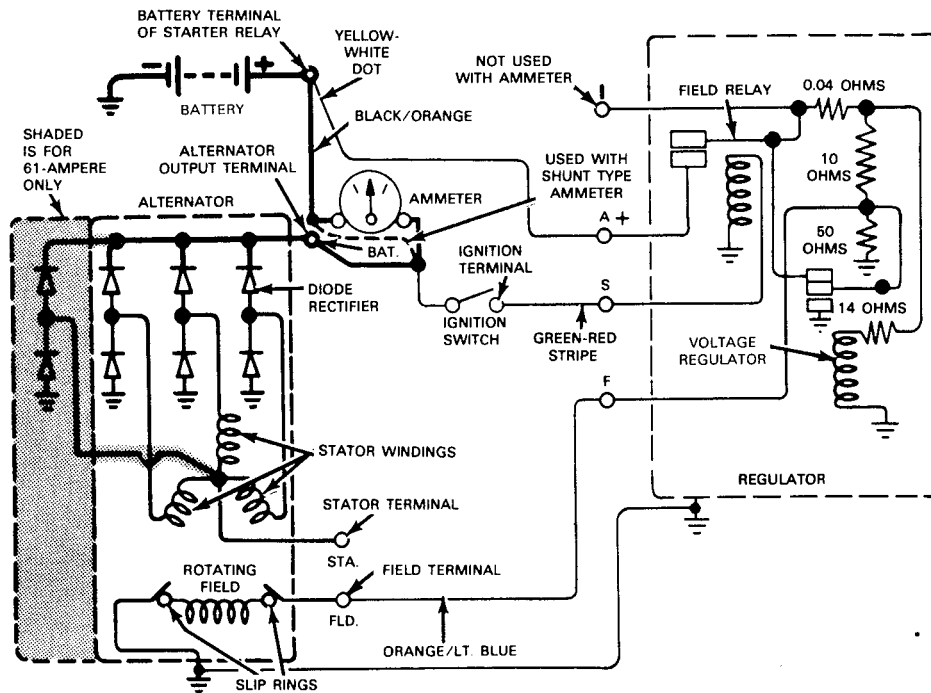 BATTERY TERMINAL
OF STARTER RELAY
YELLOW-
WHITE
DOT
NOT USED
WITH AMMETER
I
FIELD RELAY
0.04 OHMS
−
+
BATTERY
BLACK/ORANGE
SHADED
IS FOR
61-AMPERE
ONLY
ALTERNATOR
OUTPUT TERMINAL
USED WITH
SHUNT TYPE
AMMETER
10
OHMS
ALTERNATOR
AMMETER
A +
BAT.
50
OHMS
IGNITION
TERMINAL
DIODE
RECTIFIER
S
14 OHMS
IGNITION
SWITCH
GREEN-RED
STRIPE
VOLTAGE
REGULATOR
F
STATOR WINDINGS
REGULATOR
STATOR TERMINAL
STA.
ROTATING
FIELD
FIELD TERMINAL
FLD.
ORANGE/LT. BLUE
SLIP RINGS